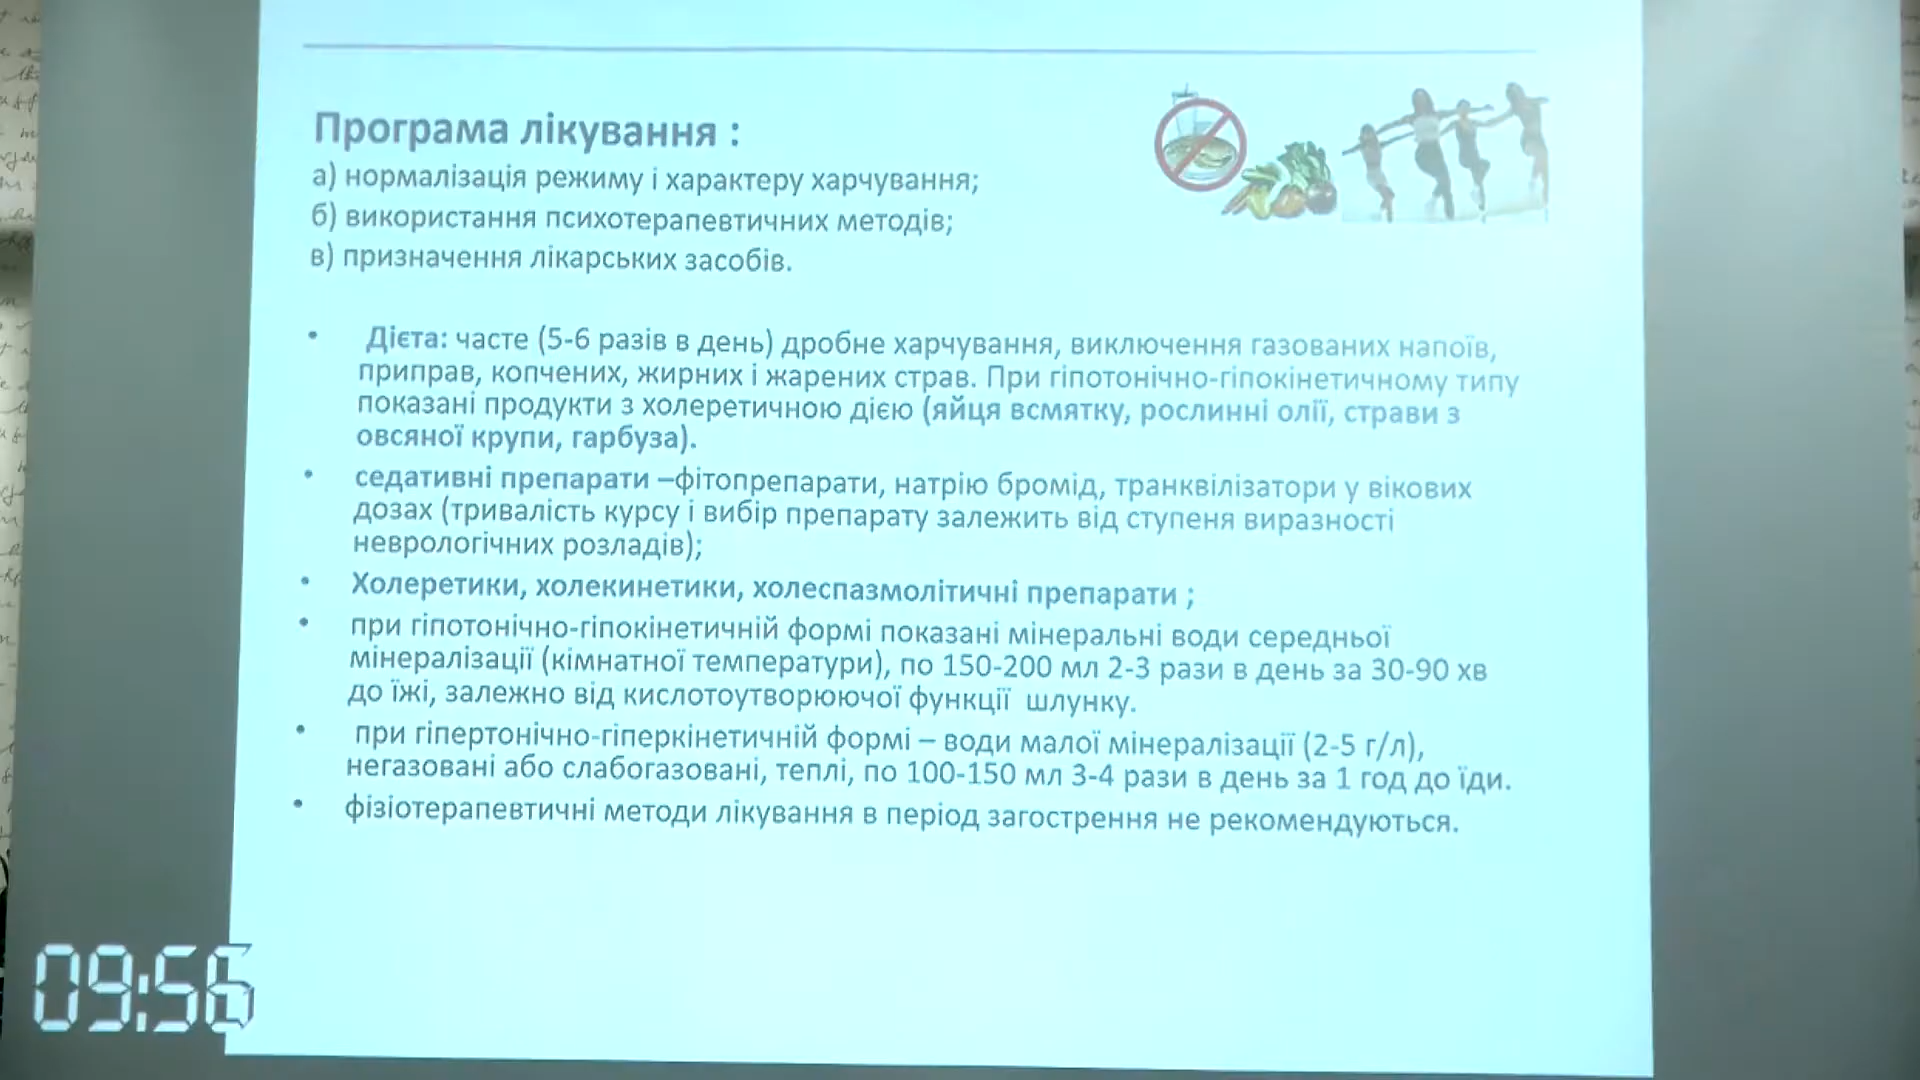 Програма лікування :
а) нормалізація режиму і характеру харчування;
б) використання психотерапевтичних методів;
в) призначення лікарських засобів.
• Дієта: часте (5-6 разів в день) дробне харчування, виключення газованих напоїв,
приправ, копчених, жирних і жарених страв. При гіпотонічно-гіпокінетичному типу
показані продукти з холеретичною дією (яйця всмятку, рослинні олії, страви з
овсяної крупи, гарбуза).
• седативні препарати –фітопрепарати, натрію бромід, транквілізатори у вікових
дозах (тривалість курсу і вибір препарату залежить від ступеня виразності
неврологічних розладів);
• Холеретики, холекинетики, холеспазмолітичні препарати ;
• при гіпотонічно-гіпокінетичній формі показані мінеральні води середньої
мінералізації (кімнатної температури), по 150-200 мл 2-3 рази в день за 30-90 хв
до їжі, залежно від кислотоутворюючої функції шлунку.
• при гіпертонічно-гіперкінетичній формі – води малої мінералізації (2-5 г/л),
негазовані або слабогазовані, теплі, по 100-150 мл 3-4 рази в день за 1 год до їди.
• фізіотерапевтичні методи лікування в період загострення не рекомендуються.
09:56